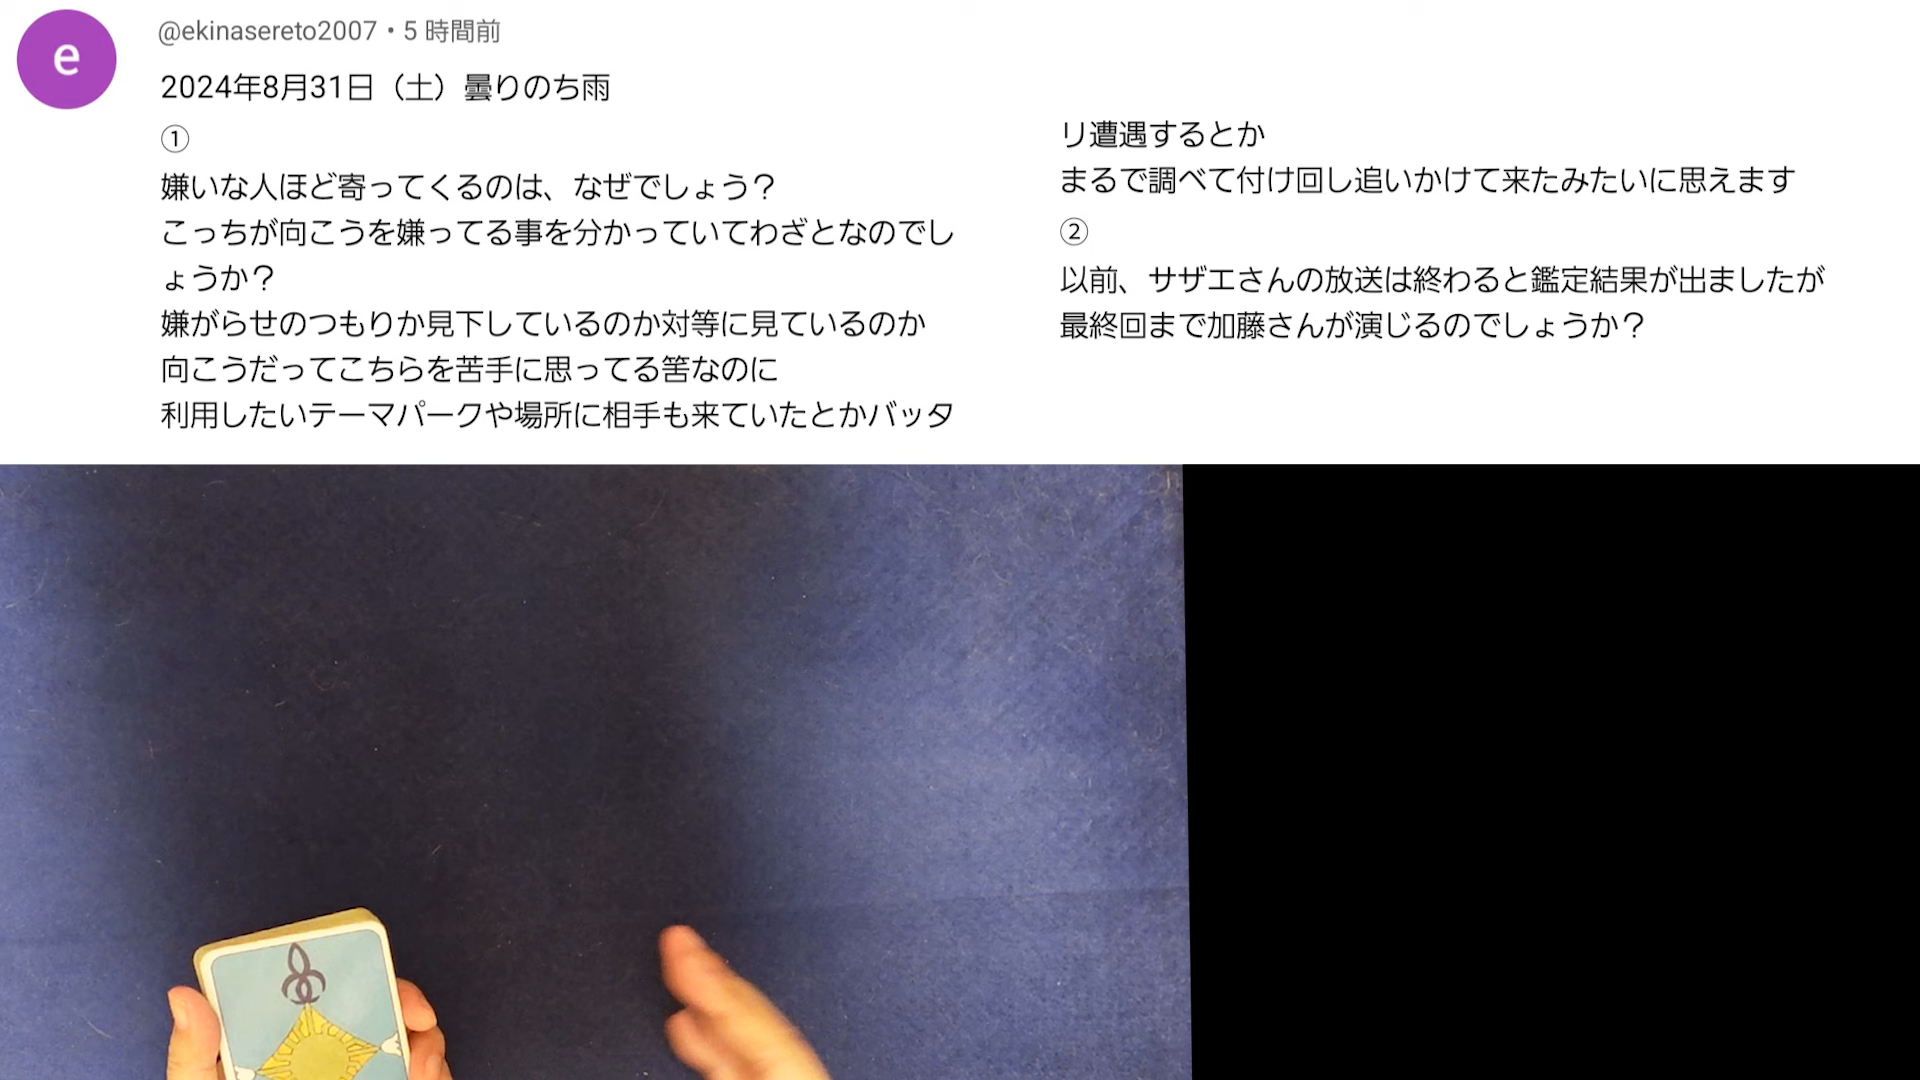 e
@ekinasereto2007・5 時間前
2024年8月31日（土）曇りのち雨
①
嫌いな人ほど寄ってくるのは、なぜでしょう？
こっちが向こうを嫌ってる事を分かっていてわざとなのでし
ょうか？
嫌がらせのつもりか見下しているのか対等に見ているのか
向こうだってこちらを苦手に思ってる筈なのに
利用したいテーマパークや場所に相手も来ていたとかバッタ
リ遭遇するとか
まるで調べて付け回し追いかけて来たみたいに思えます
②
以前、サザエさんの放送は終わると鑑定結果が出ましたが
最終回まで加藤さんが演じるのでしょうか？